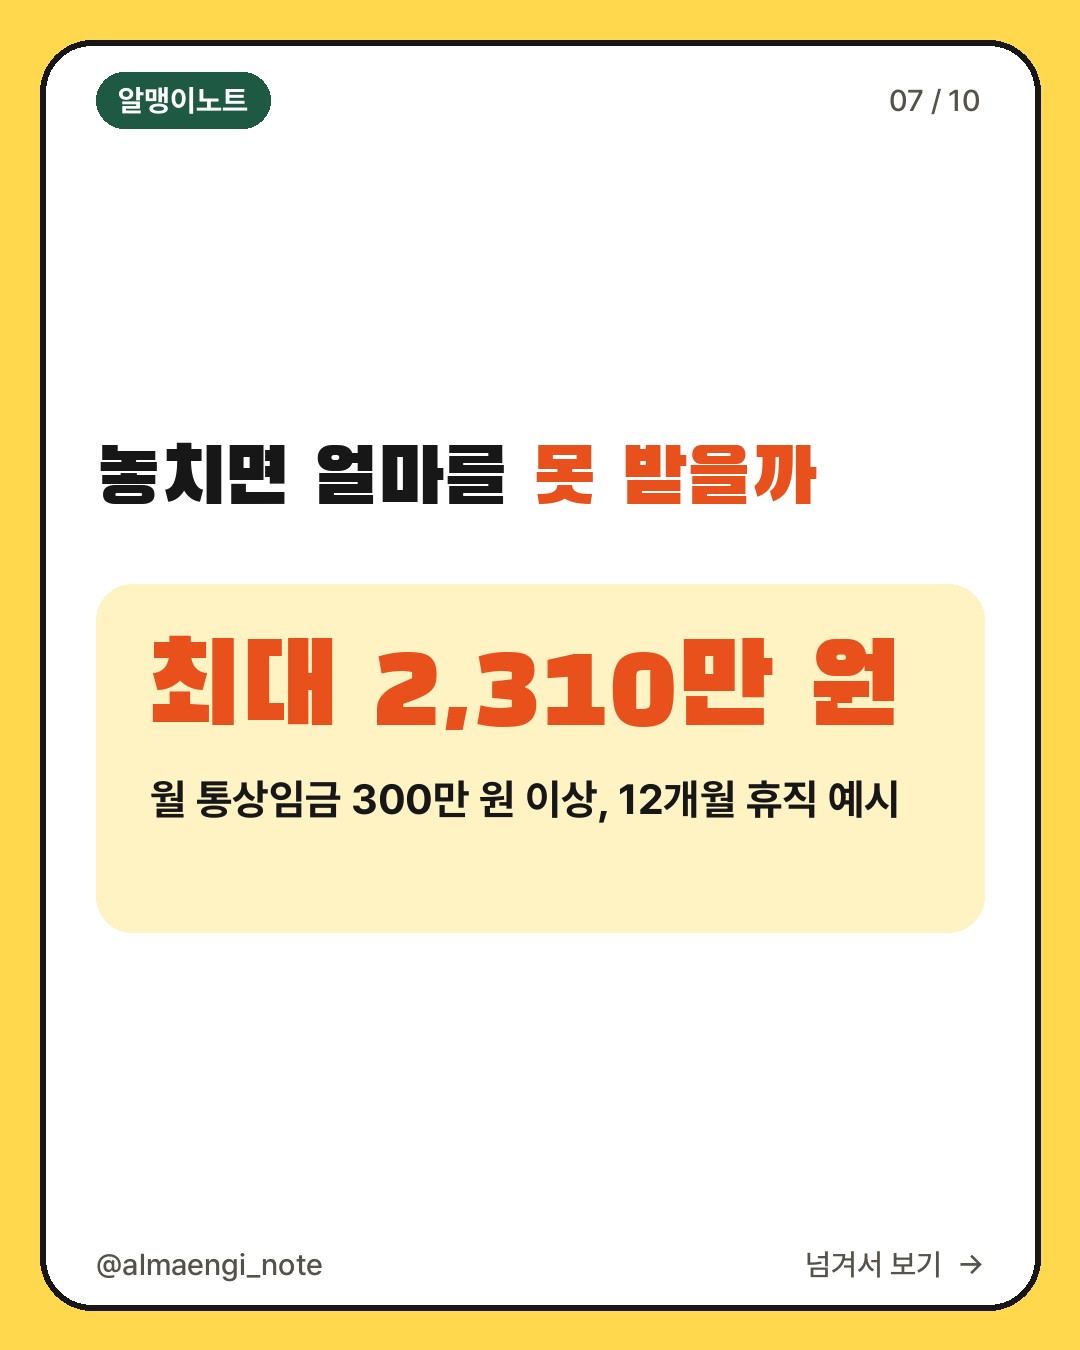 알맹이노트
07 / 10
놓치면 얼마를 못 받을까
최대 2,310만 원
월 통상임금 300만 원 이상, 12개월 휴직 예시
@almaengi_note
넘겨서 보기 →